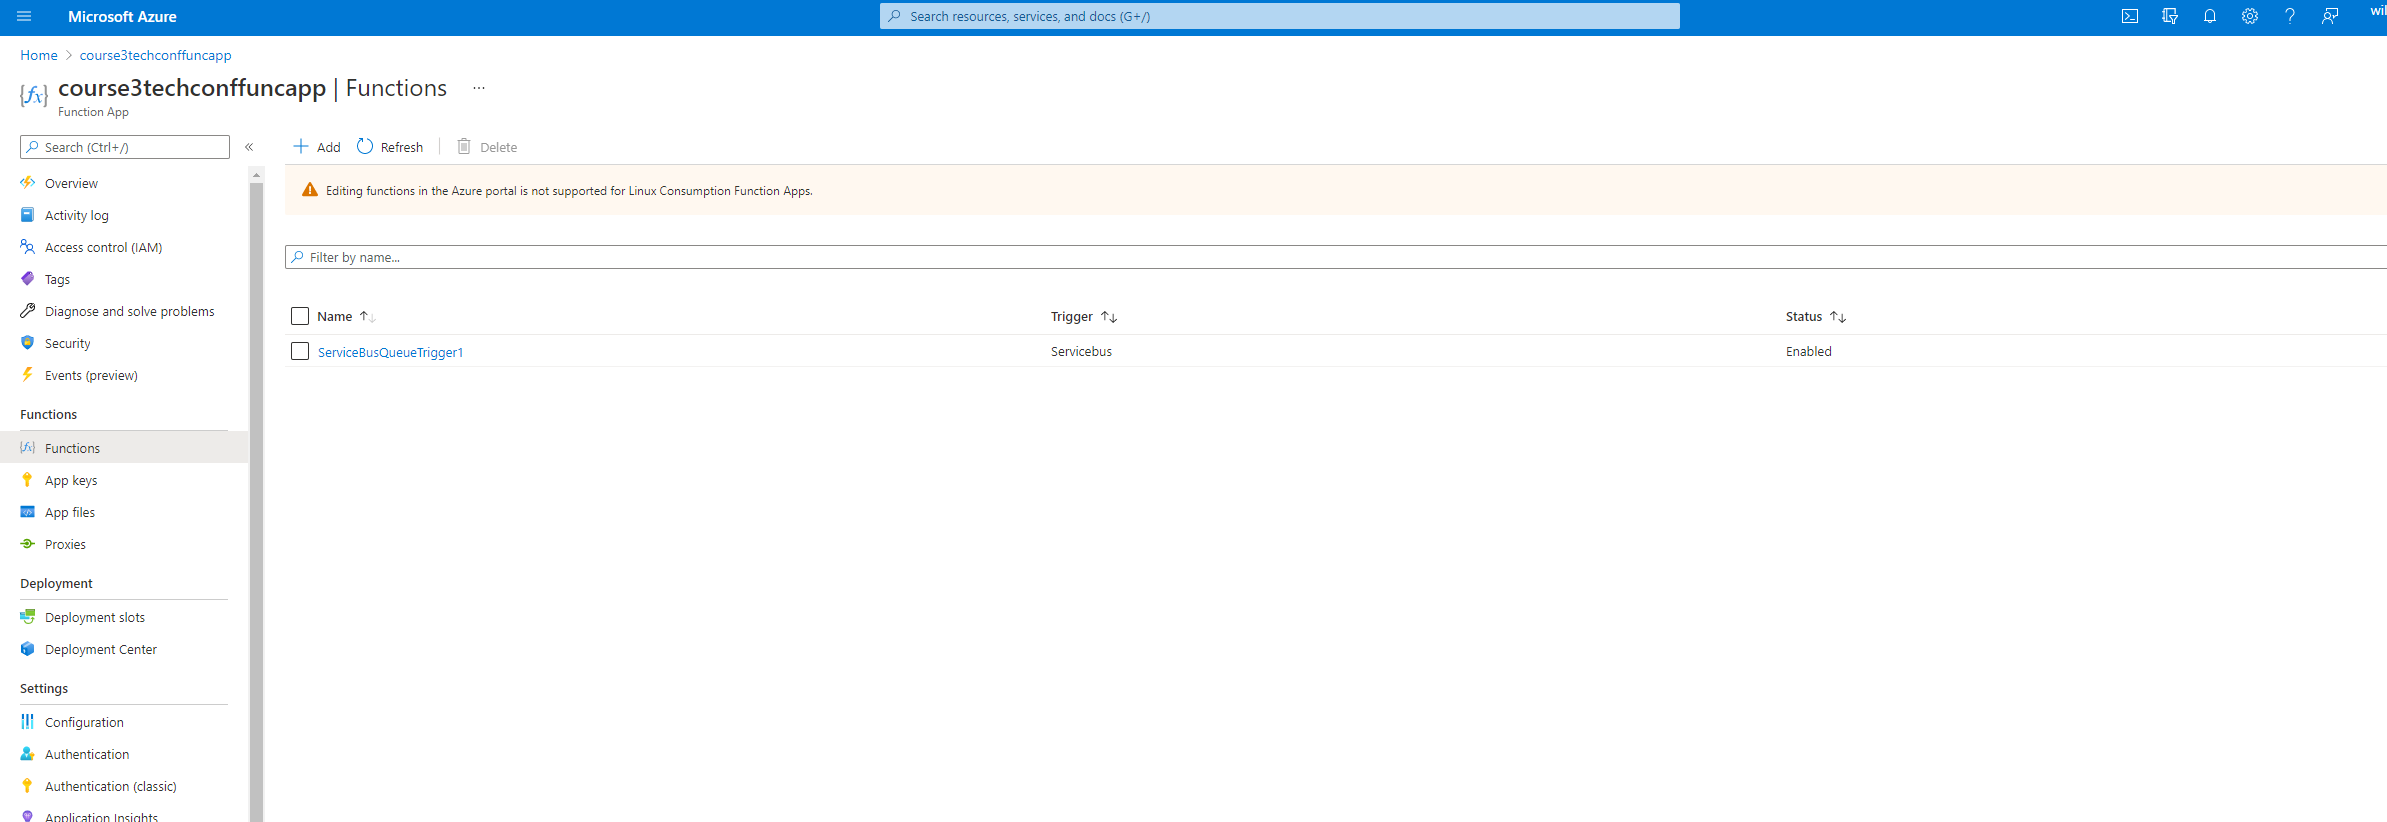 Microsoft Azure
Search resources, services, and docs (G+/)
wil
Home > course3techconffuncapp
course3techconffuncapp | Functions ...
Function App
Search (Ctrl+/)
«
Add
Refresh
Delete
Overview
Activity log
Access control (IAM)
Tags
Diagnose and solve problems
Security
Events (preview)
Functions
Functions
App keys
App files
Proxies
Deployment
Deployment slots
Deployment Center
Settings
Configuration
Authentication
Authentication (classic)
Application Insights
Editing functions in the Azure portal is not supported for Linux Consumption Function Apps.
Filter by name...
Name ↑↓ Trigger ↑↓ Status ↑↓
ServiceBusQueueTrigger1 Servicebus Enabled